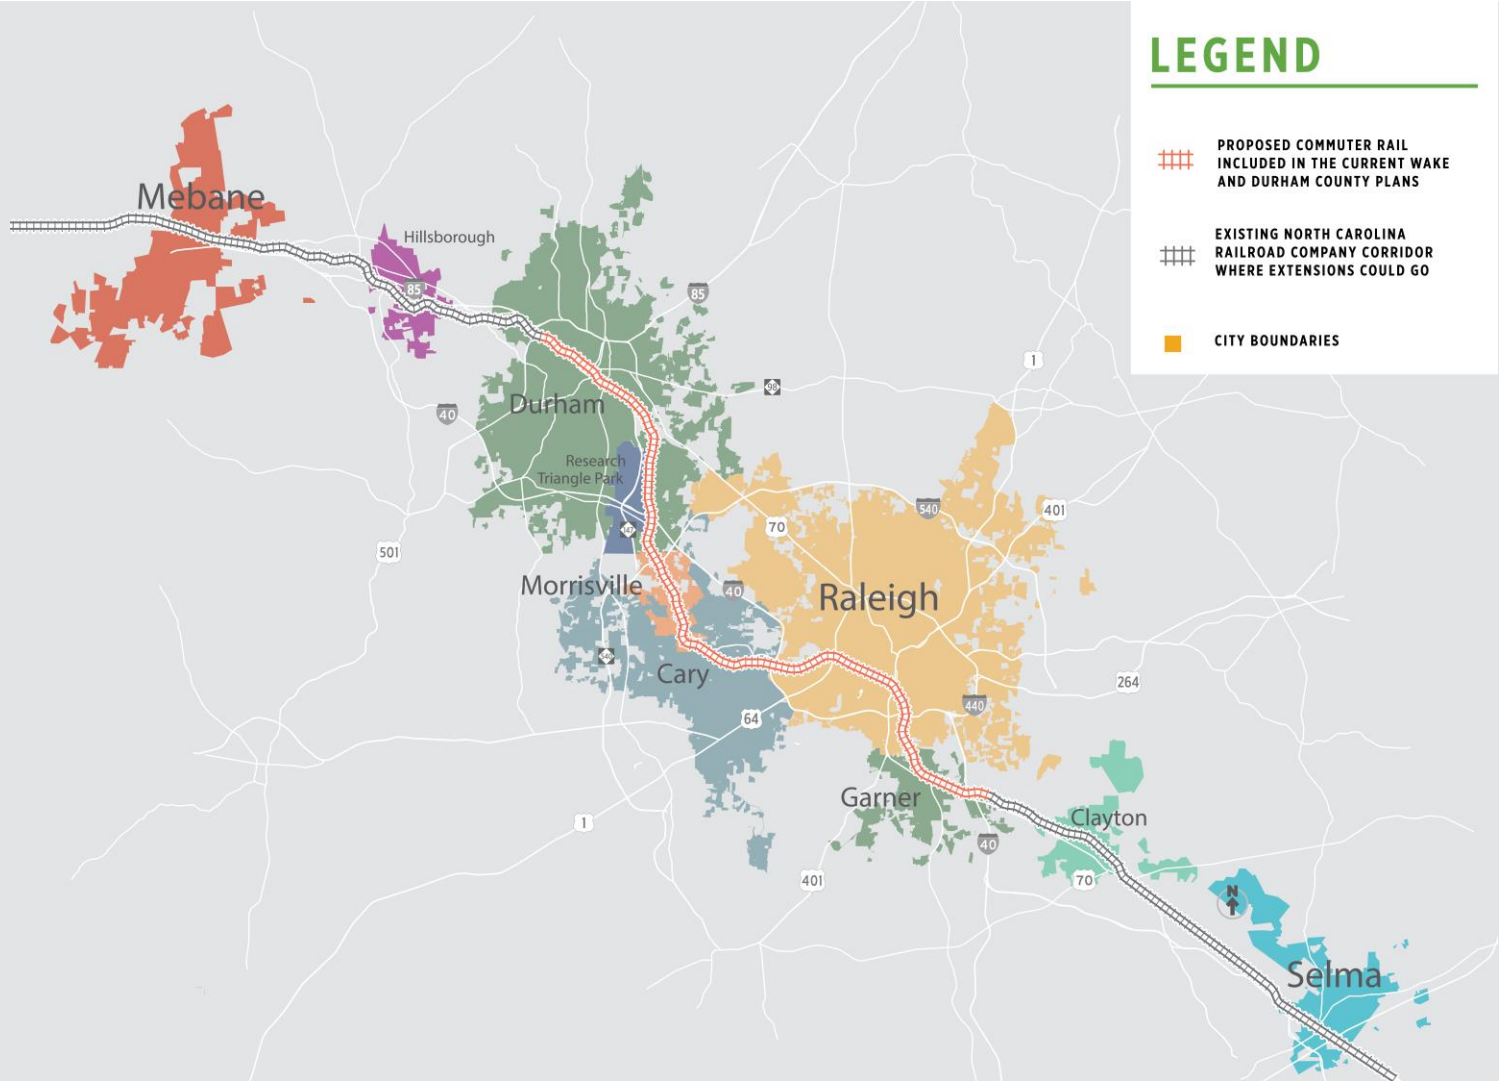 LEGEND
PROPOSED COMMUTER RAIL
INCLUDED IN THE CURRENT WAKE
AND DURHAM COUNTY PLANS
EXISTING NORTH CAROLINA
RAILROAD COMPANY CORRIDOR
WHERE EXTENSIONS COULD GO
CITY BOUNDARIES
Mebane
Hillsborough
85
85
1
98
40
Durham
Research
Triangle Park
540
401
70
147
501
Morrisville
40
Raleigh
540
Cary
264
440
64
Garner
Clayton
1
40
401
70
N
Selma